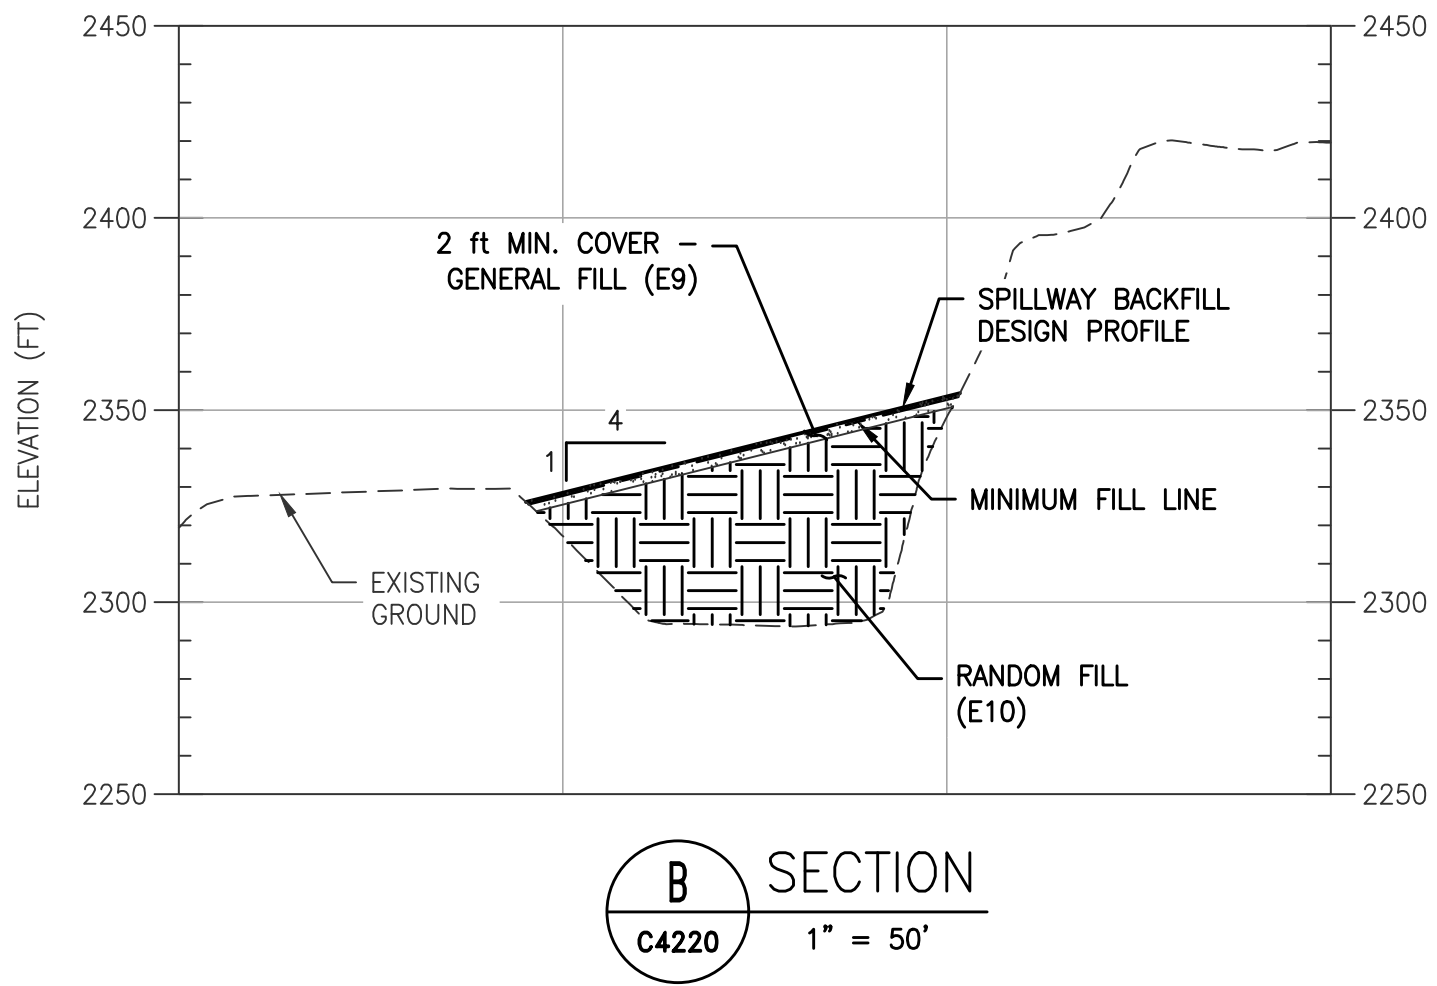 2450
2450
2400
2400
2 ft MIN. COVER –
GENERAL FILL (E9)
SPILLWAY BACKFILL
DESIGN PROFILE
ELEVATION (FT)
2350
2350
4
1
MINIMUM FILL LINE
EXISTING
GROUND
2300
2300
RANDOM FILL
(E10)
2250
2250
B
SECTION
C4220
1" = 50'